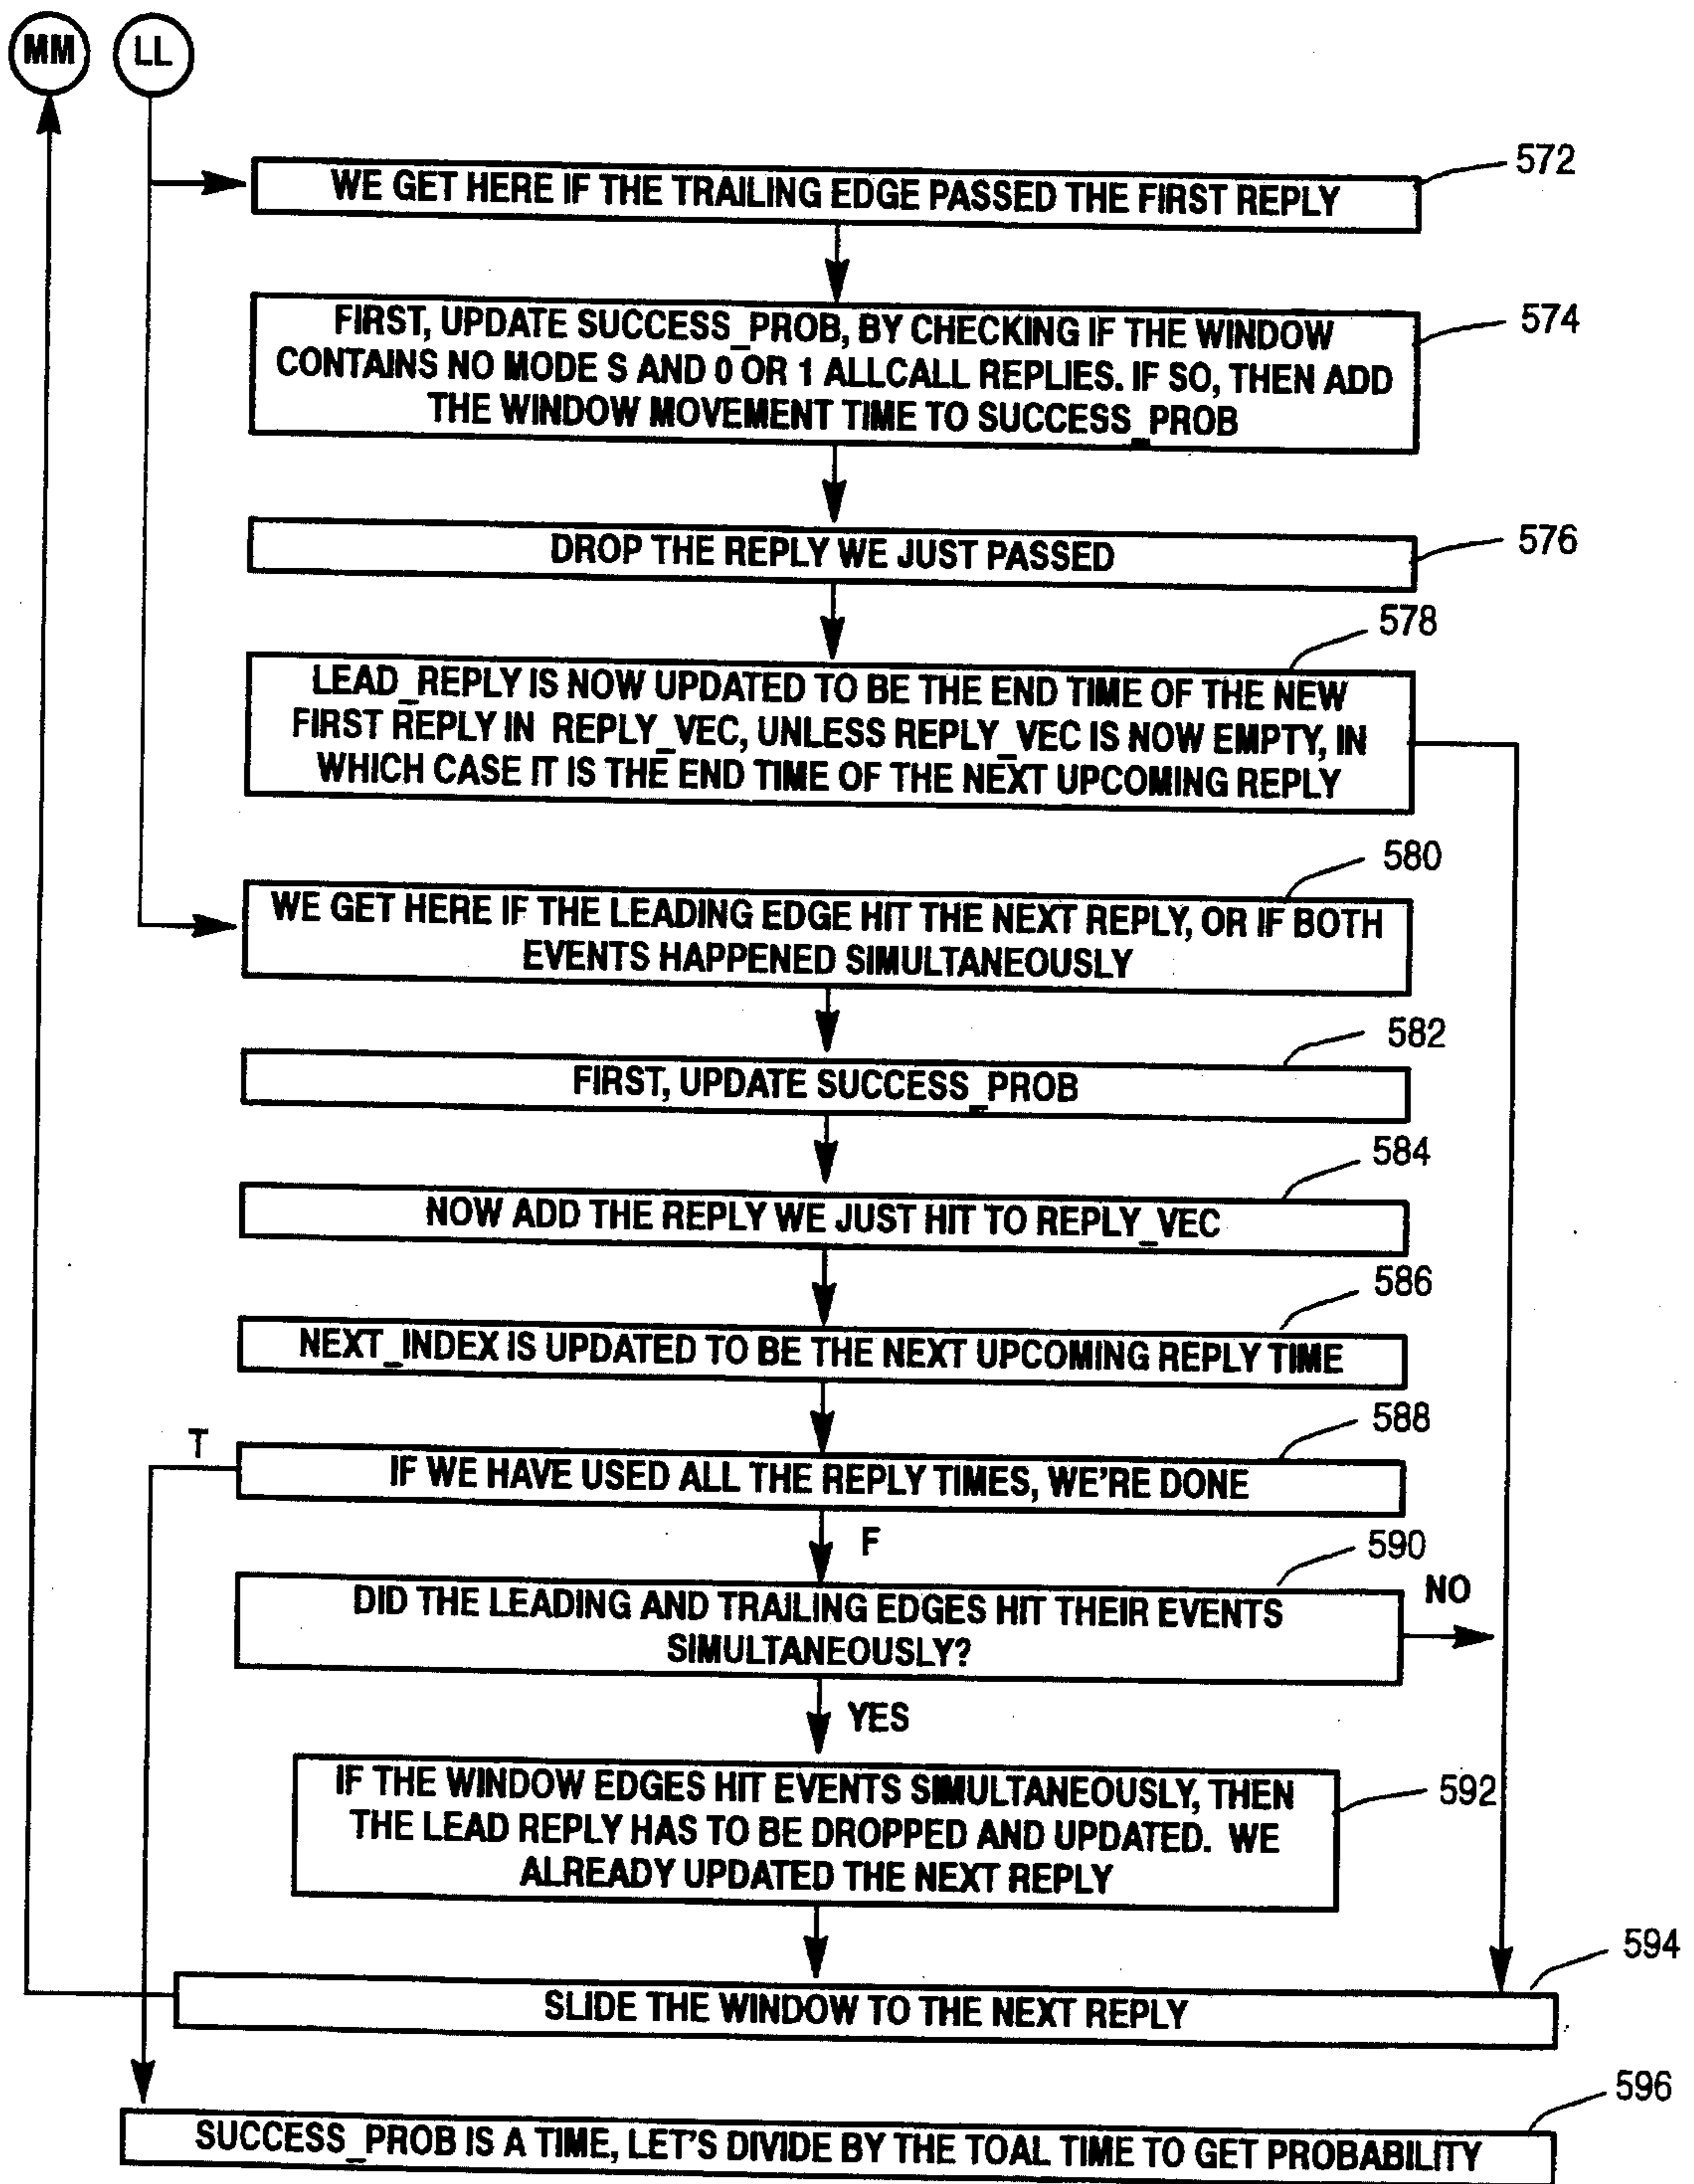 MM LL
572
WE GET HERE IF THE TRAILING EDGE PASSED THE FIRST REPLY
574
FIRST, UPDATE SUCCESS_PROB, BY CHECKING IF THE WINDOW
CONTAINS NO MODE S AND 0 OR 1 ALLCALL REPLIES. IF SO, THEN ADD
THE WINDOW MOVEMENT TIME TO SUCCESS_PROB
576
DROP THE REPLY WE JUST PASSED
578
LEAD_REPLY IS NOW UPDATED TO BE THE END TIME OF THE NEW
FIRST REPLY IN REPLY_VEC, UNLESS REPLY_VEC IS NOW EMPTY, IN
WHICH CASE IT IS THE END TIME OF THE NEXT UPCOMING REPLY
580
WE GET HERE IF THE LEADING EDGE HIT THE NEXT REPLY, OR IF BOTH
EVENTS HAPPENED SIMULTANEOUSLY
582
FIRST, UPDATE SUCCESS_PROB
584
NOW ADD THE REPLY WE JUST HIT TO REPLY_VEC
586
NEXT_INDEX IS UPDATED TO BE THE NEXT UPCOMING REPLY TIME
588
T
IF WE HAVE USED ALL THE REPLY TIMES, WE'RE DONE
F
590
DID THE LEADING AND TRAILING EDGES HIT THEIR EVENTS
SIMULTANEOUSLY?
NO
YES
IF THE WINDOW EDGES HIT EVENTS SIMULTANEOUSLY, THEN
THE LEAD REPLY HAS TO BE DROPPED AND UPDATED. WE
ALREADY UPDATED THE NEXT REPLY
592
594
SLIDE THE WINDOW TO THE NEXT REPLY
596
SUCCESS_PROB IS A TIME, LET'S DIVIDE BY THE TOAL TIME TO GET PROBABILITY